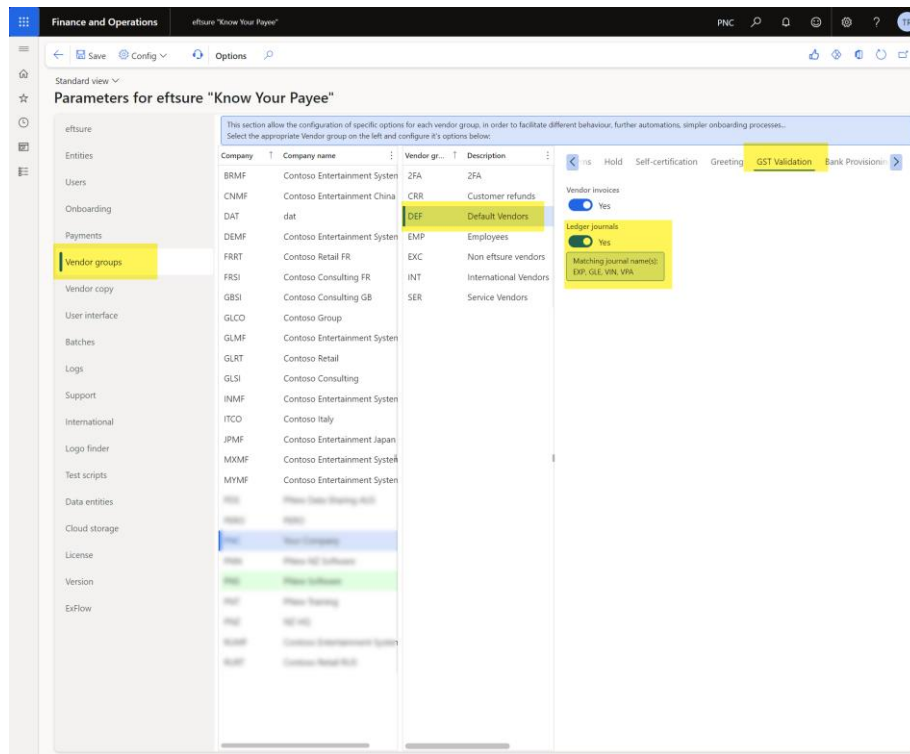 Finance and Operations
eftsure "Know Your Payee"
PNC
?
Save
Config
Options
Standard view
Parameters for eftsure "Know Your Payee"
eftsure
Entities
Users
Onboarding
Payments
Vendor groups
Vendor copy
User interface
Batches
Logs
Support
International
Logo finder
Test scripts
Data entities
Cloud storage
License
Version
ExFlow
This section allow the configuration of specific options for each vendor group, in order to facilitate different behaviour, further automations, simpler onboarding processes..
Select the appropriate Vendor group on the left and configure it's options below:
Company Company name
BRMF Contoso Entertainment System
CNMF Contoso Entertainment China
DAT dat
DEMF Contoso Entertainment System
FRRT Contoso Retail FR
FRSI Contoso Consulting FR
GBSI Contoso Consulting GB
GLCO Contoso Group
GLMF Contoso Entertainment System
GLRT Contoso Retail
GLSI Contoso Consulting
INMF Contoso Entertainment System
ITCO Contoso Italy
JPMF Contoso Entertainment Japan
MXMF Contoso Entertainment System
MYMF Contoso Entertainment System
Vendor gr... Description
2FA 2FA
CRR Customer refunds
DEF Default Vendors
EMP Employees
EXC Non eftsure vendors
INT International Vendors
SER Service Vendors
ns Hold Self-certification Greeting GST Validation Bank Provisionin
Vendor invoices
Yes
Ledger journals
Yes
Matching journal name(s):
EXP, GLE, VIN, VPA